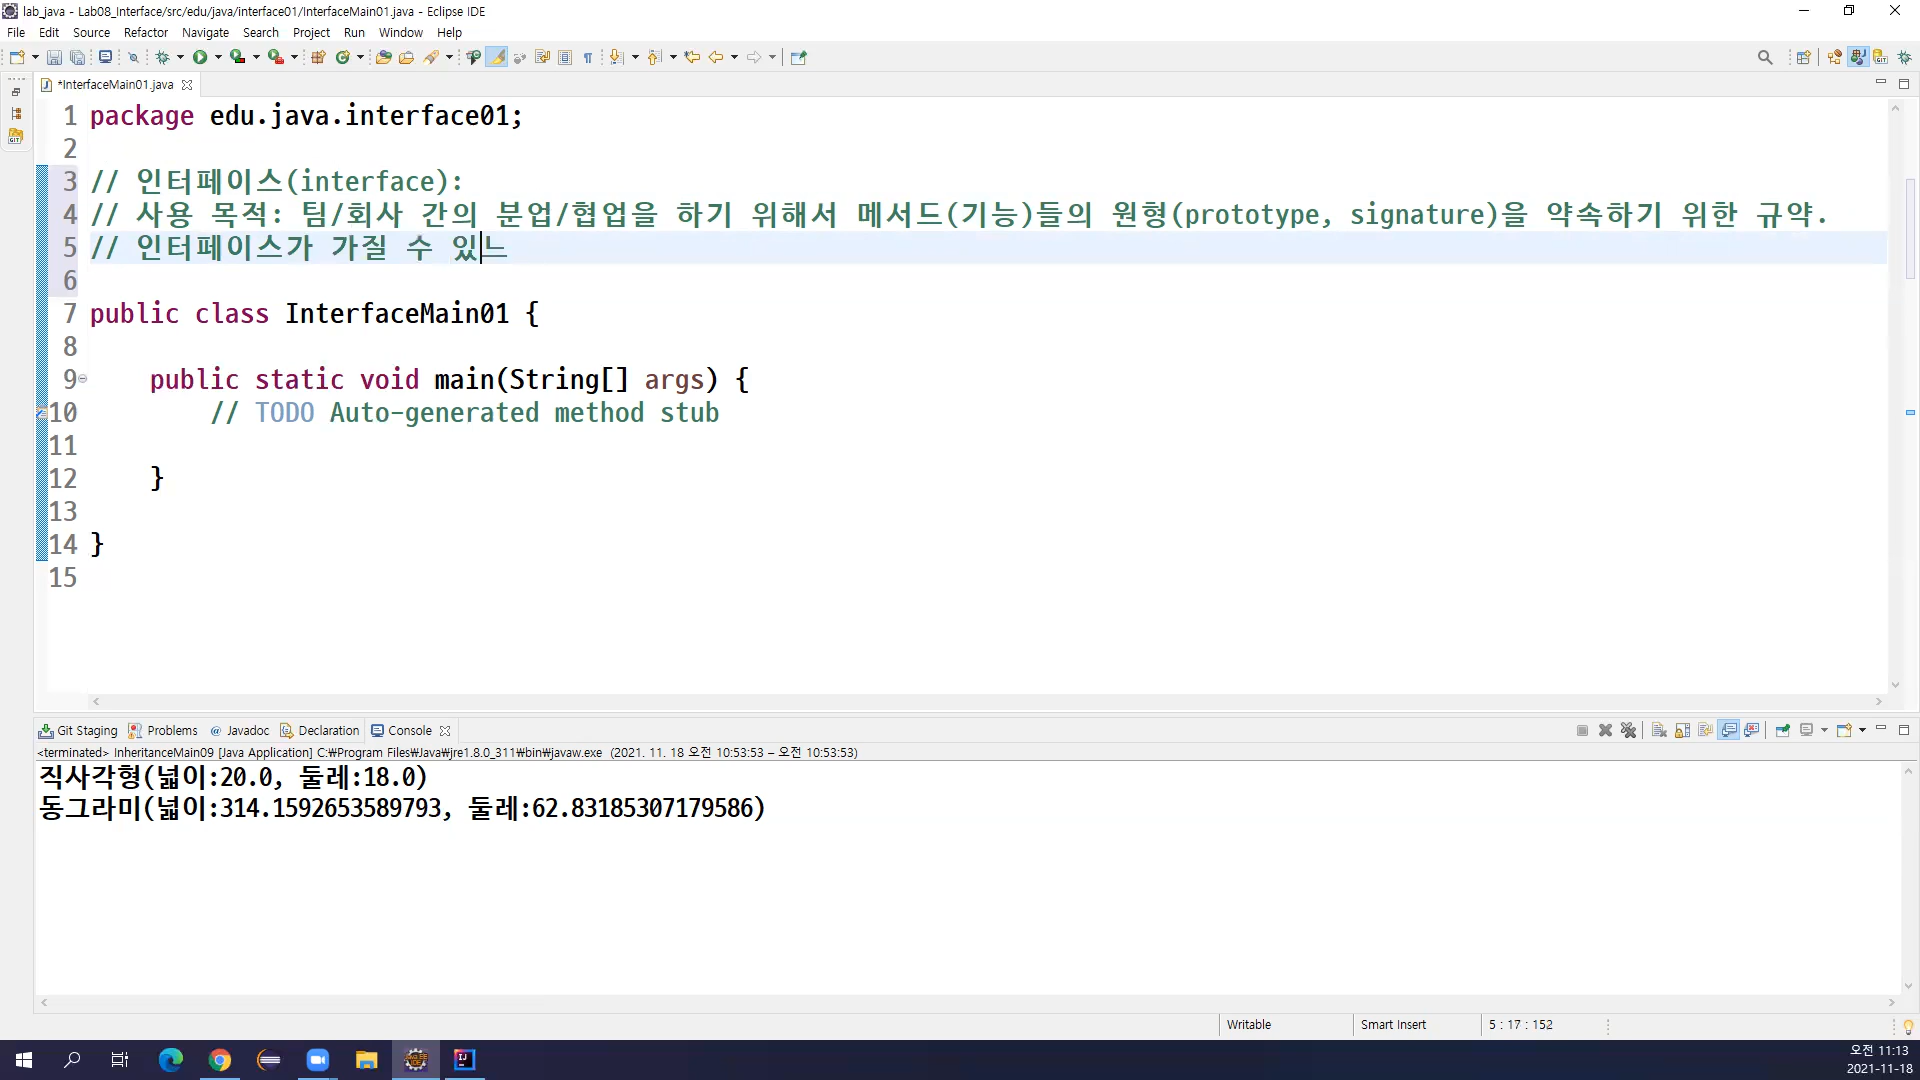 lab_java - Lab08_Interface/src/edu/java/interface01/InterfaceMain01.java - Eclipse IDE
File Edit Source Refactor Navigate Search Project Run Window Help
*InterfaceMain01.java
1 package edu.java.interface01;
2
3 // 인터페이스(interface):
4 // 사용 목적: 팀/회사 간의 분업/협업을 하기 위해서 메서드(기능)들의 원형(prototype, signature)을 약속하기 위한 규약.
5 // 인터페이스가 가질 수 있느
6
7 public class InterfaceMain01 {
8
9 public static void main(String[] args) {
10 // TODO Auto-generated method stub
11
12 }
13
14 }
15
Git Staging Problems @ Javadoc Declaration Console
<terminated> InheritanceMain09 [Java Application] C:₩Program Files₩Java₩jre1.8.0_311₩bin₩javaw.exe (2021. 11. 18 오전 10:53:53 – 오전 10:53:53)
직사각형(넓이:20.0, 둘레:18.0)
동그라미(넓이:314.1592653589793, 둘레:62.83185307179586)
Writable Smart Insert 5 : 17 : 152
오전 11:13
2021-11-18